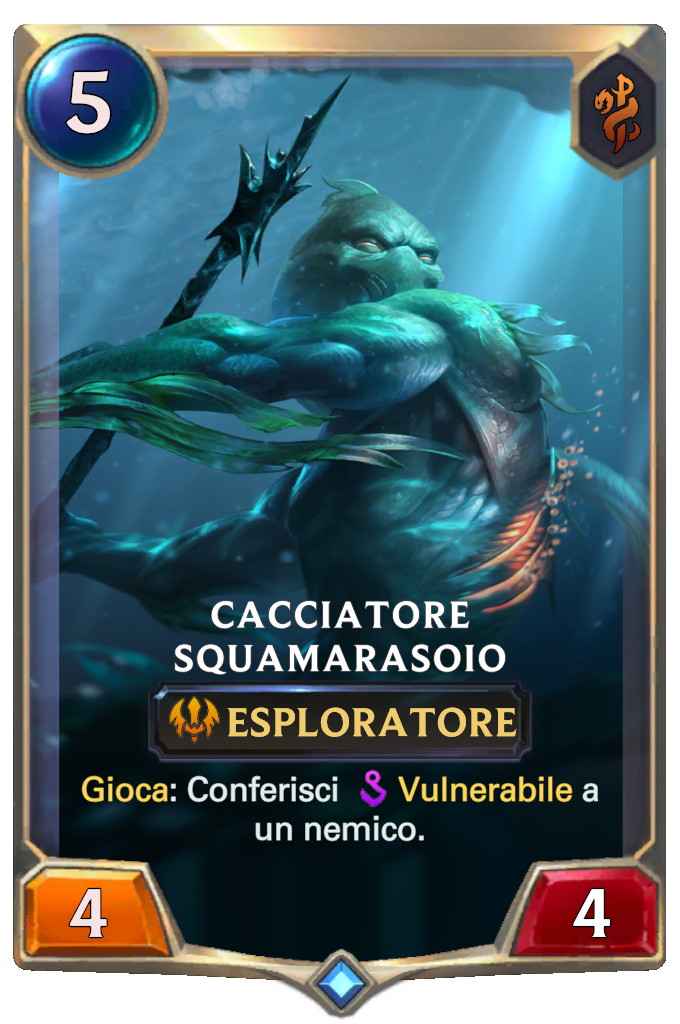 5
CACCIATORE
SQUAMARASOIO
ESPLORATORE
Gioca: Conferisci Vulnerabile a
un nemico.
4 4